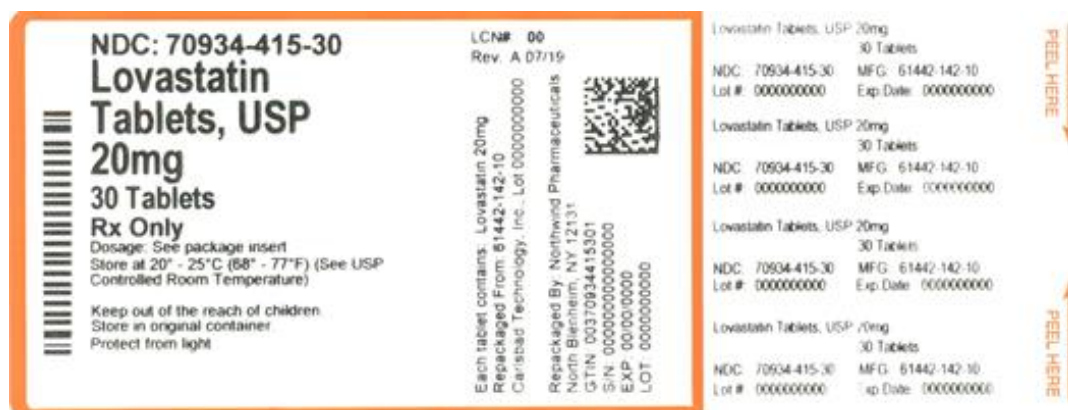 NDC: 70934-415-30
Lovastatin
Tablets, USP
20mg
30 Tablets
Rx Only
Dosage: See package insert
Store at 20° - 25°C (68° - 77°F) (See USP
Controlled Room Temperature)
Keep out of the reach of children
Store in original container
Protect from light
LCN# 00
Rev. A 07/19
Each tablet contains: Lovastatin 20mg
Repackaged From: 61442-142-10
Carlsbad Technology, Inc., Lot 00000000000
Repackaged By: Northwind Pharmaceuticals
North Blenheim, NY 12131
GTIN: 00370934415301
S/N: 00000000000000
EXP: 00/00/0000
LOT: 0000000000
Lovastatin Tablets, USP 20mg
30 Tablets
NDC: 70934-415-30 MFG: 61442-142-10
Lot #: 0000000000 Exp.Date: 0000000000
Lovastatin Tablets, USP 20mg
30 Tablets
NDC: 70934-415-30 MFG: 61442-142-10
Lot #: 0000000000 Exp.Date: 0000000000
Lovastatin Tablets, USP 20mg
30 Tablets
NDC: 70934-415-30 MFG: 61442-142-10
Lot #: 0000000000 Exp.Date: 0000000000
Lovastatin Tablets, USP 20mg
30 Tablets
NDC: 70934-415-30 MFG: 61442-142-10
Lot #: 0000000000 Exp.Date: 0000000000
PEEL HERE
PEEL HERE